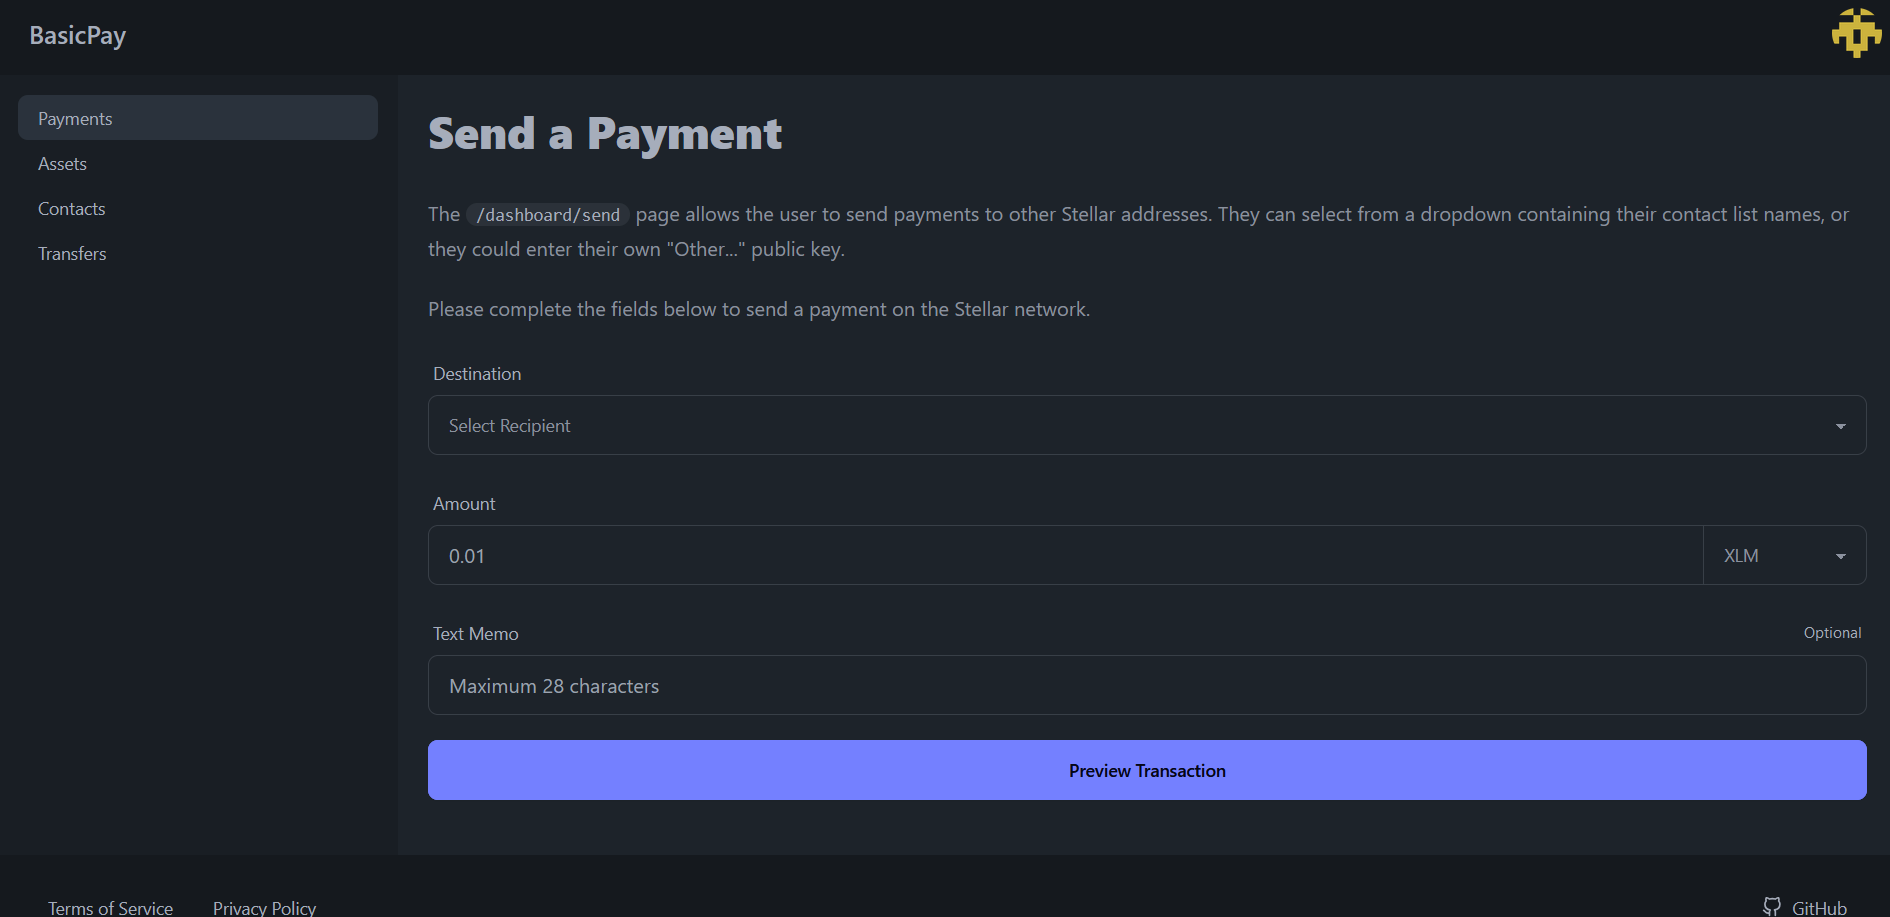 BasicPay
Payments
Assets
Contacts
Transfers
Send a Payment
The /dashboard/send page allows the user to send payments to other Stellar addresses. They can select from a dropdown containing their contact list names, or
they could enter their own "Other..." public key.
Please complete the fields below to send a payment on the Stellar network.
Destination
Select Recipient
Amount
0.01 XLM
Text Memo Optional
Maximum 28 characters
Preview Transaction
Terms of Service Privacy Policy GitHub